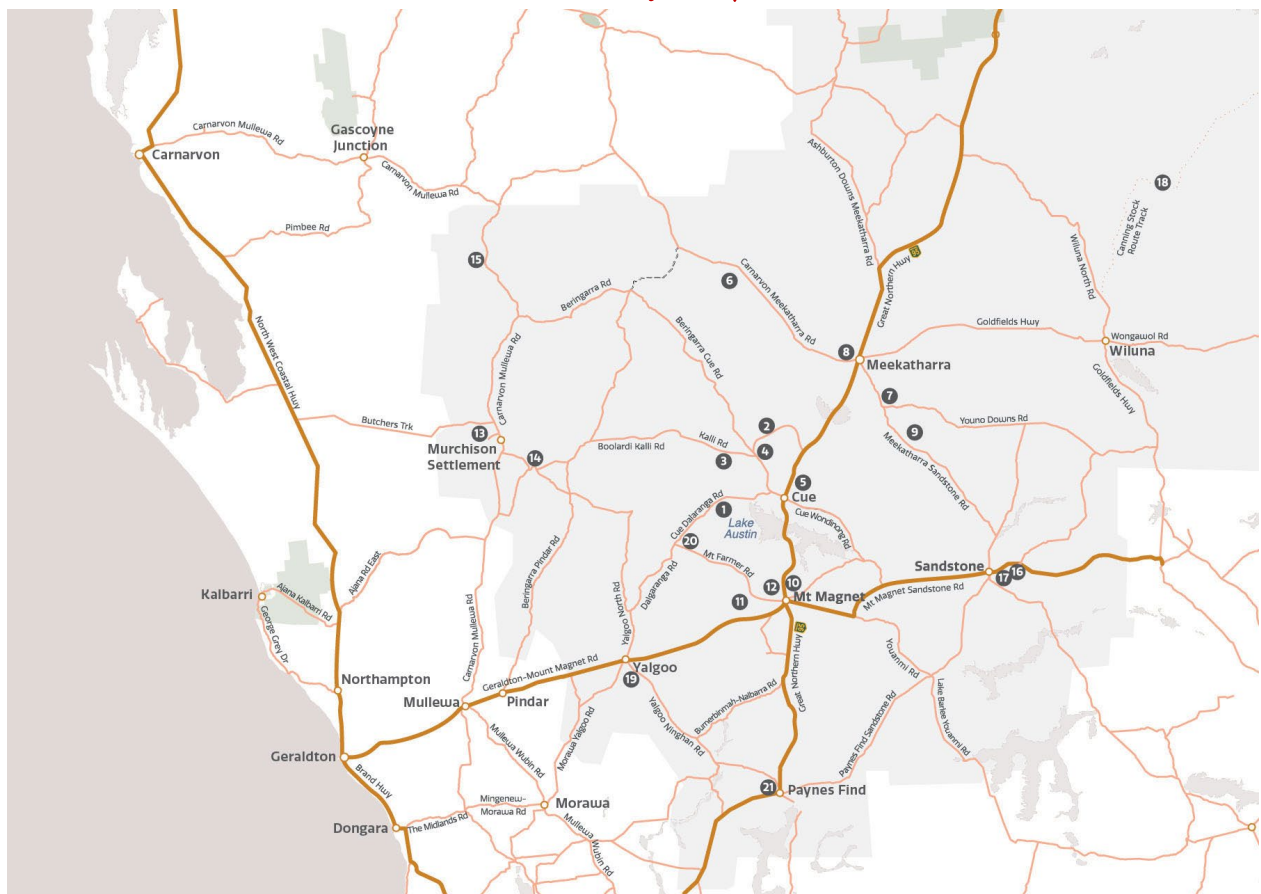 Carnarvon Mullewa Rd
Gascoyne
Junction
Carnarvon
Carnarvon Mullewa Rd
Ashburton Downs Meekatharra Rd
18
Canning Stock
Route Track
Pimbee Rd
Wiluna North Rd
15
6
Carnarvon Meekatharra Rd
Great Northern Hwy
95
Beringarra Rd
North West Coastal Hwy
Beringarra Cue Rd
Goldfields Hwy
Wongawol Rd
Wiluna
8
Meekatharra
Carnarvon Mullewa Rd
Goldfields Hwy
7
Butchers Trk
13
2
Youno Downs Rd
9
Murchison
Settlement
14
Boolardi Kalli Rd
Kalli Rd
3
4
Meekatharra Sandstone Rd
5
Cue
Cue Dalaranga Rd
1
Lake
Austin
Cue Wondinong Rd
20
Mt Farmer Rd
Beringarra Pindar Rd
Ajana Rd East
Sandstone
16
17
Kalbarri
Ajana Kalbarri Rd
Dalgaranga Rd
12
10
11
Mt Magnet
Mt Magnet Sandstone Rd
George Grey Dr
Carnarvon Mullewa Rd
Yalgoo North Rd
95
Youanmi Rd
Geraldton-Mount Magnet Rd
Yalgoo
19
Great Northern Hwy
Northampton
Mullewa
Pindar
Burnerbinmah-Nalbarra Rd
Lake Barlee Youanmi Rd
Morawa Yalgoo Rd
Yalgoo Ninghan Rd
Paynes Find Sandstone Rd
Geraldton
Mullewa Wubin Rd
Brand Hwy
21
Paynes Find
Mingenew-
Morawa Rd
Morawa
Dongara
The Midlands Rd
Mullewa
Wubin Rd